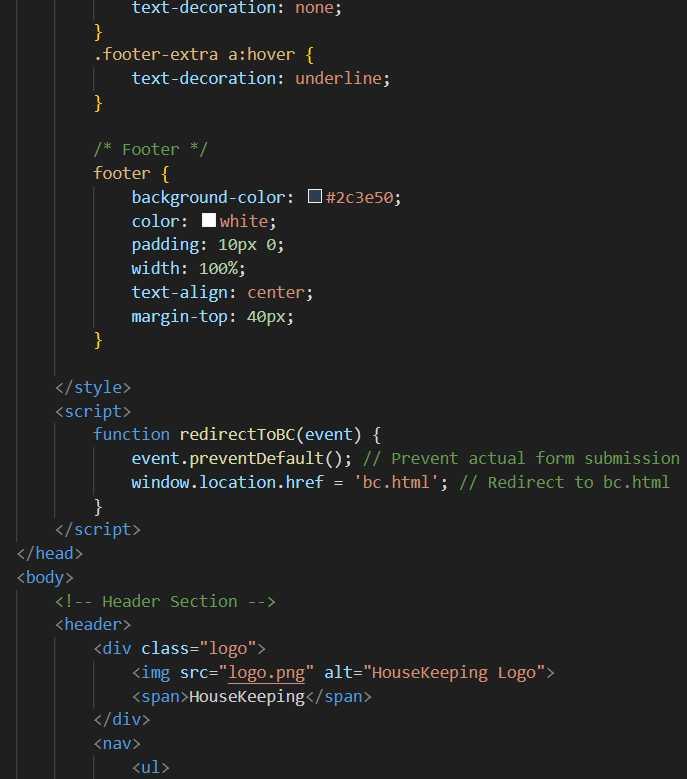 text-decoration: none;
}
.footer-extra a:hover {
text-decoration: underline;
}
/* Footer */
footer {
background-color: #2c3e50;
color: white;
padding: 10px 0;
width: 100%;
text-align: center;
margin-top: 40px;
}
</style>
<script>
function redirectToBC(event) {
event.preventDefault(); // Prevent actual form submission
window.location.href = 'bc.html'; // Redirect to bc.html
}
</script>
</head>
<body>
<!-- Header Section -->
<header>
<div class="logo">
<img src="logo.png" alt="HouseKeeping Logo">
<span>HouseKeeping</span>
</div>
<nav>
<ul>